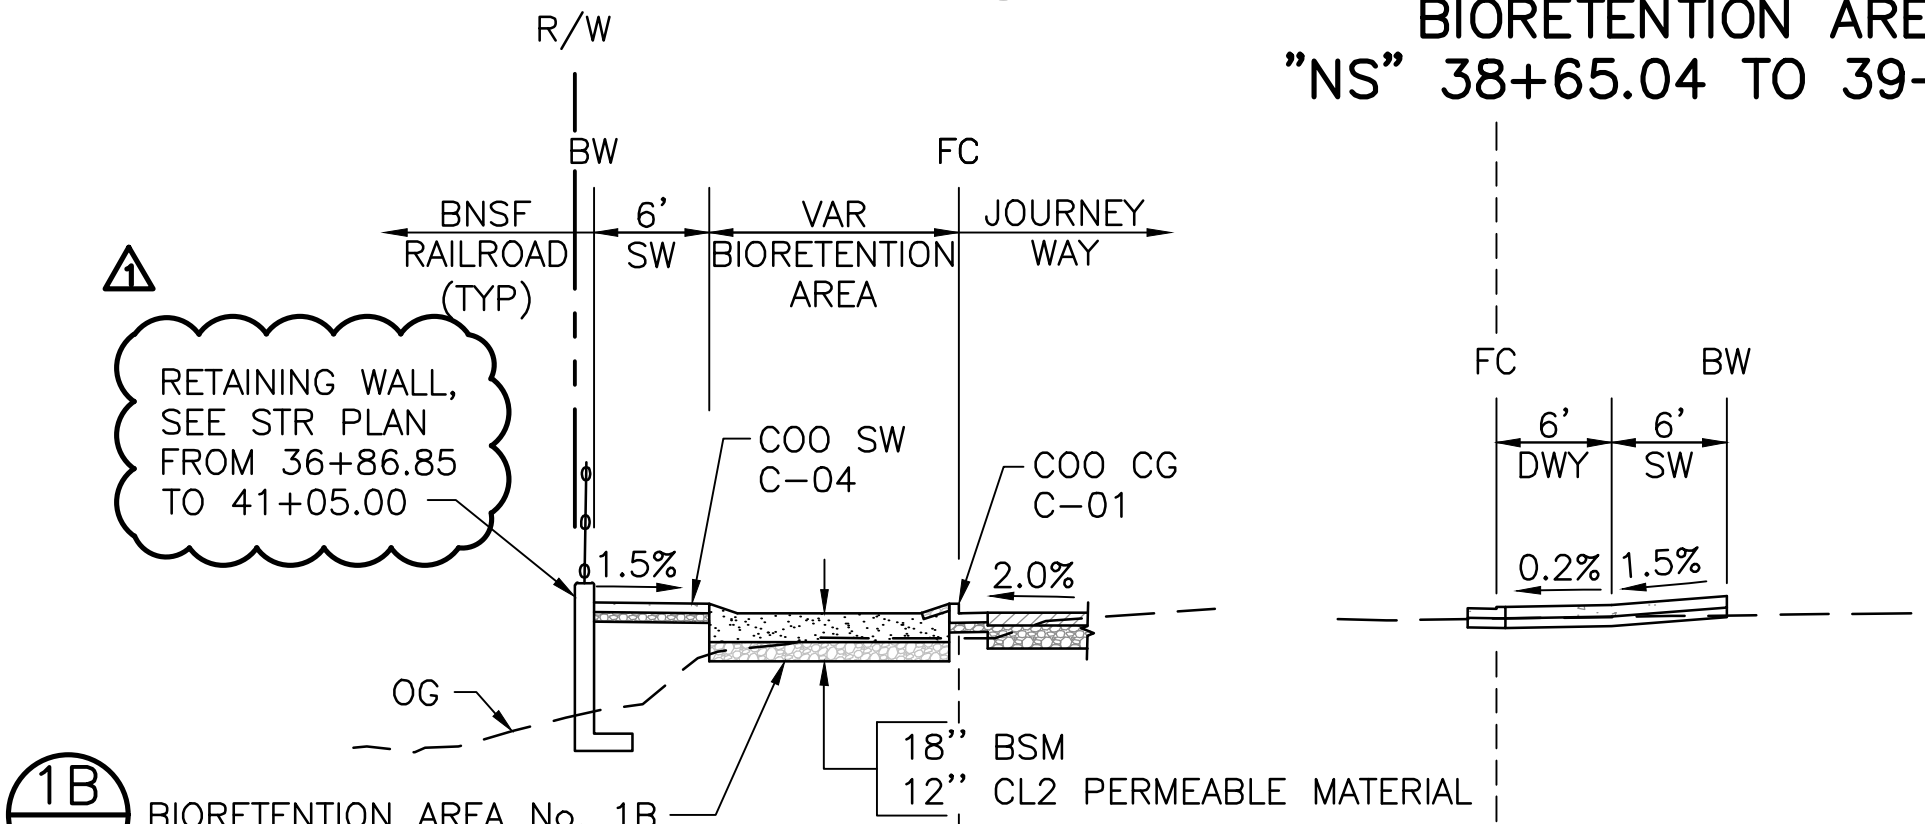 R/W
BIORETENTION
"NS" 38+65.04 TO
BW
FC
BNSF
RAILROAD
(TYP)
6'
SW
VAR
BIORETENTION
AREA
JOURNEY
WAY
1
RETAINING WALL,
SEE STR PLAN
FROM 36+86.85
TO 41+05.00
COO SW
C-04
COO CG
C-01
FC
BW
6'
DWY
6'
SW
1.5%
2.0%
0.2%
1.5%
OG
18" BSM
12" CL2 PERMEABLE MATERIAL
1B
BIORETENTION AREA No. 1B